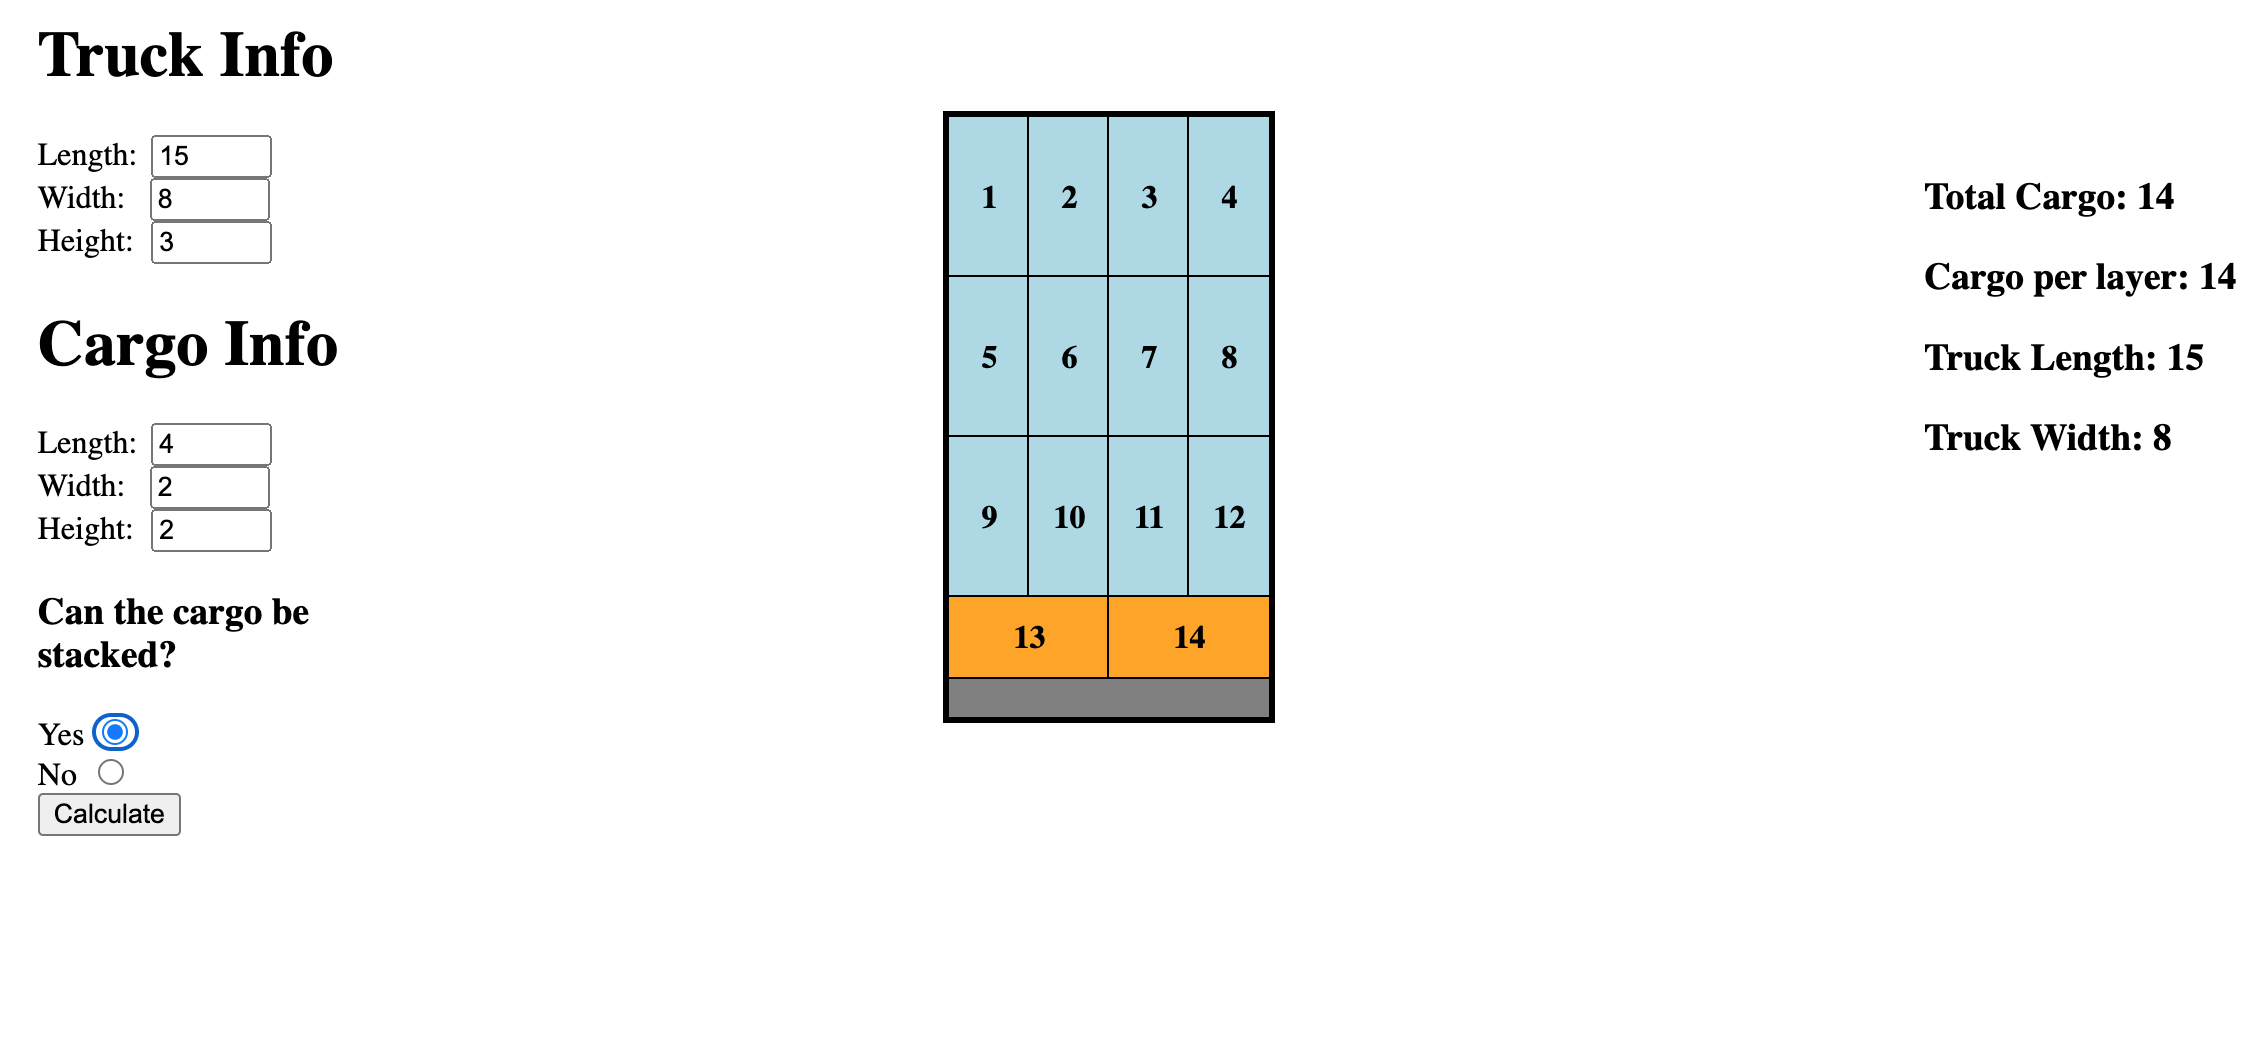 Truck Info
Length: 15
Width: 8
Height: 3
Cargo Info
Length: 4
Width: 2
Height: 2
Can the cargo be
stacked?
Yes
No
Calculate
1 2 3 4
5 6 7 8
9 10 11 12
13 14
Total Cargo: 14
Cargo per layer: 14
Truck Length: 15
Truck Width: 8